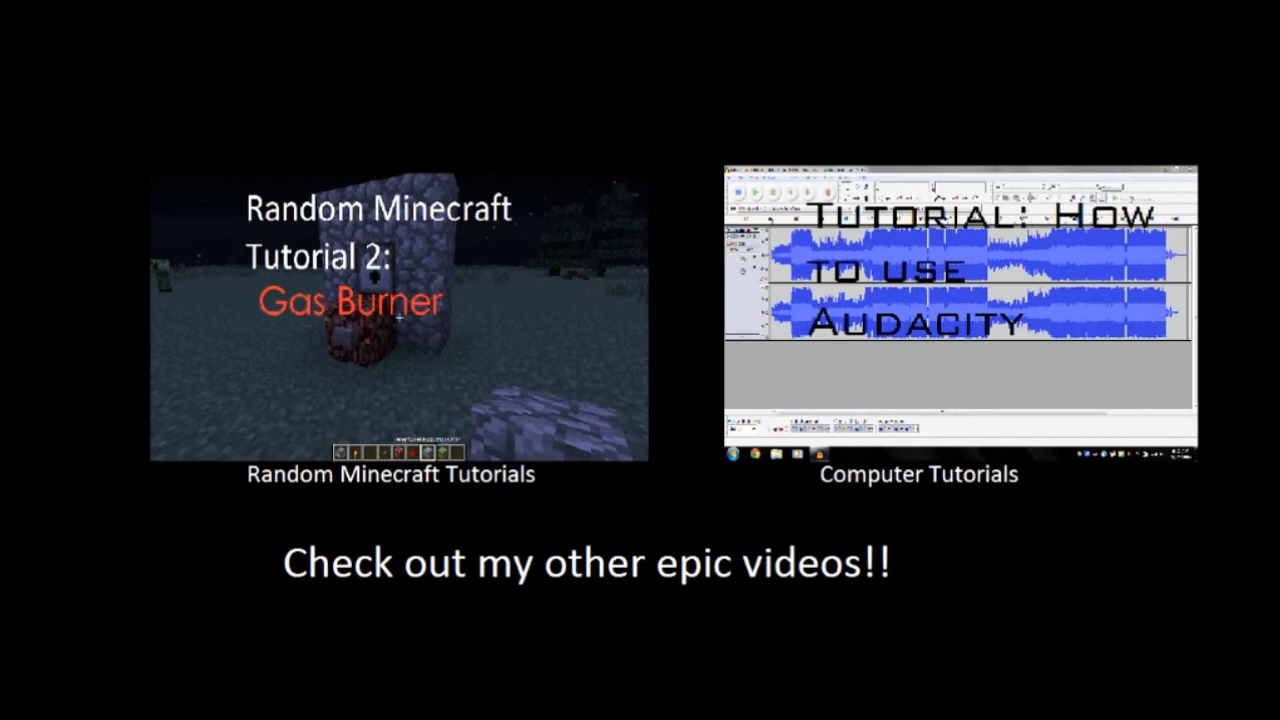 Random Minecraft
Tutorial 2:
Gas Burner
Random Minecraft Tutorials
Tutorial: How
to use
Audacity
Computer Tutorials
Check out my other epic videos!!